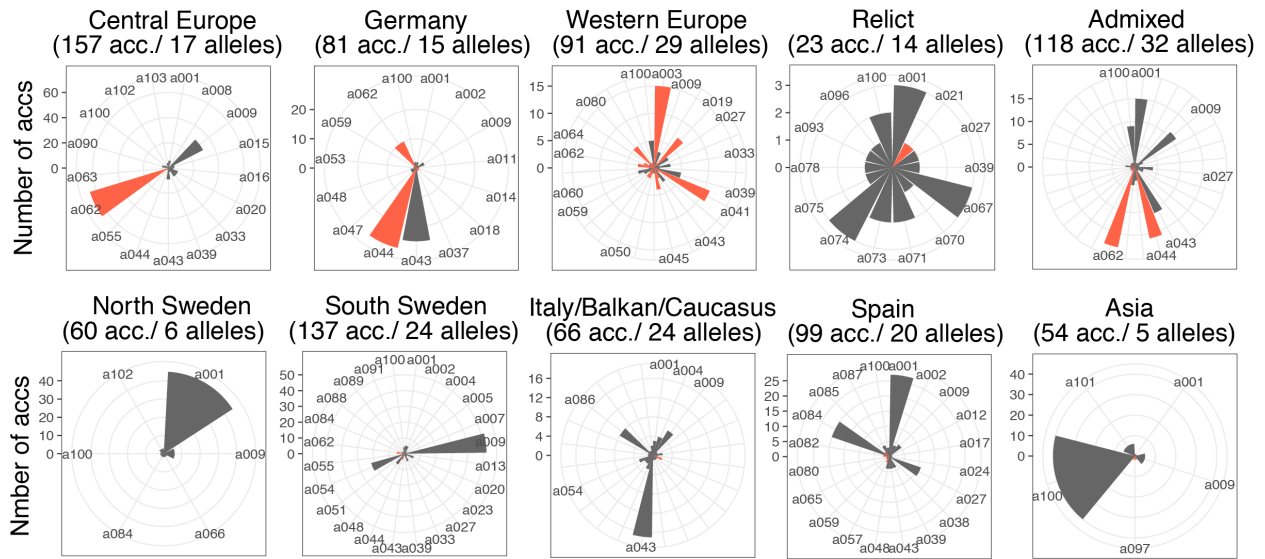 Central Europe
(157 acc./ 17 alleles)
Germany
(81 acc./ 15 alleles)
Western Europe
(91 acc./ 29 alleles)
Relict
(23 acc./ 14 alleles)
Admixed
(118 acc./ 32 alleles)
Number of accs
60
40
20
0
a103
a001
a008
a009
a015
a016
a020
a033
a039
a043
a044
a055
a062
a063
a090
a100
a102
20
10
0
a100
a001
a002
a009
a011
a014
a018
a037
a043
a044
a047
a048
a053
a059
a062
15
10
5
0
a100
a003
a009
a019
a027
a033
a039
a041
a043
a045
a050
a059
a060
a062
a064
a080
3
2
1
0
a100
a001
a021
a027
a039
a067
a070
a071
a073
a074
a075
a078
a093
a096
15
10
5
0
a100
a001
a009
a027
a043
a044
a062
North Sweden
(60 acc./ 6 alleles)
South Sweden
(137 acc./ 24 alleles)
Italy/Balkan/Caucasus
(66 acc./ 24 alleles)
Spain
(99 acc./ 20 alleles)
Asia
(54 acc./ 5 alleles)
Nmber of accs
40
30
20
10
0
a102
a001
a009
a066
a084
a100
50
40
30
20
10
0
a100
a001
a002
a004
a005
a007
a009
a013
a020
a023
a027
a033
a039
a043
a044
a048
a051
a054
a055
a062
a084
a088
a089
a091
16
12
8
4
0
a001
a004
a009
a043
a054
a086
25
20
15
10
5
0
a100
a001
a002
a009
a012
a017
a024
a027
a038
a039
a043
a048
a057
a059
a065
a080
a082
a084
a085
a087
40
30
20
10
0
a101
a001
a009
a097
a100